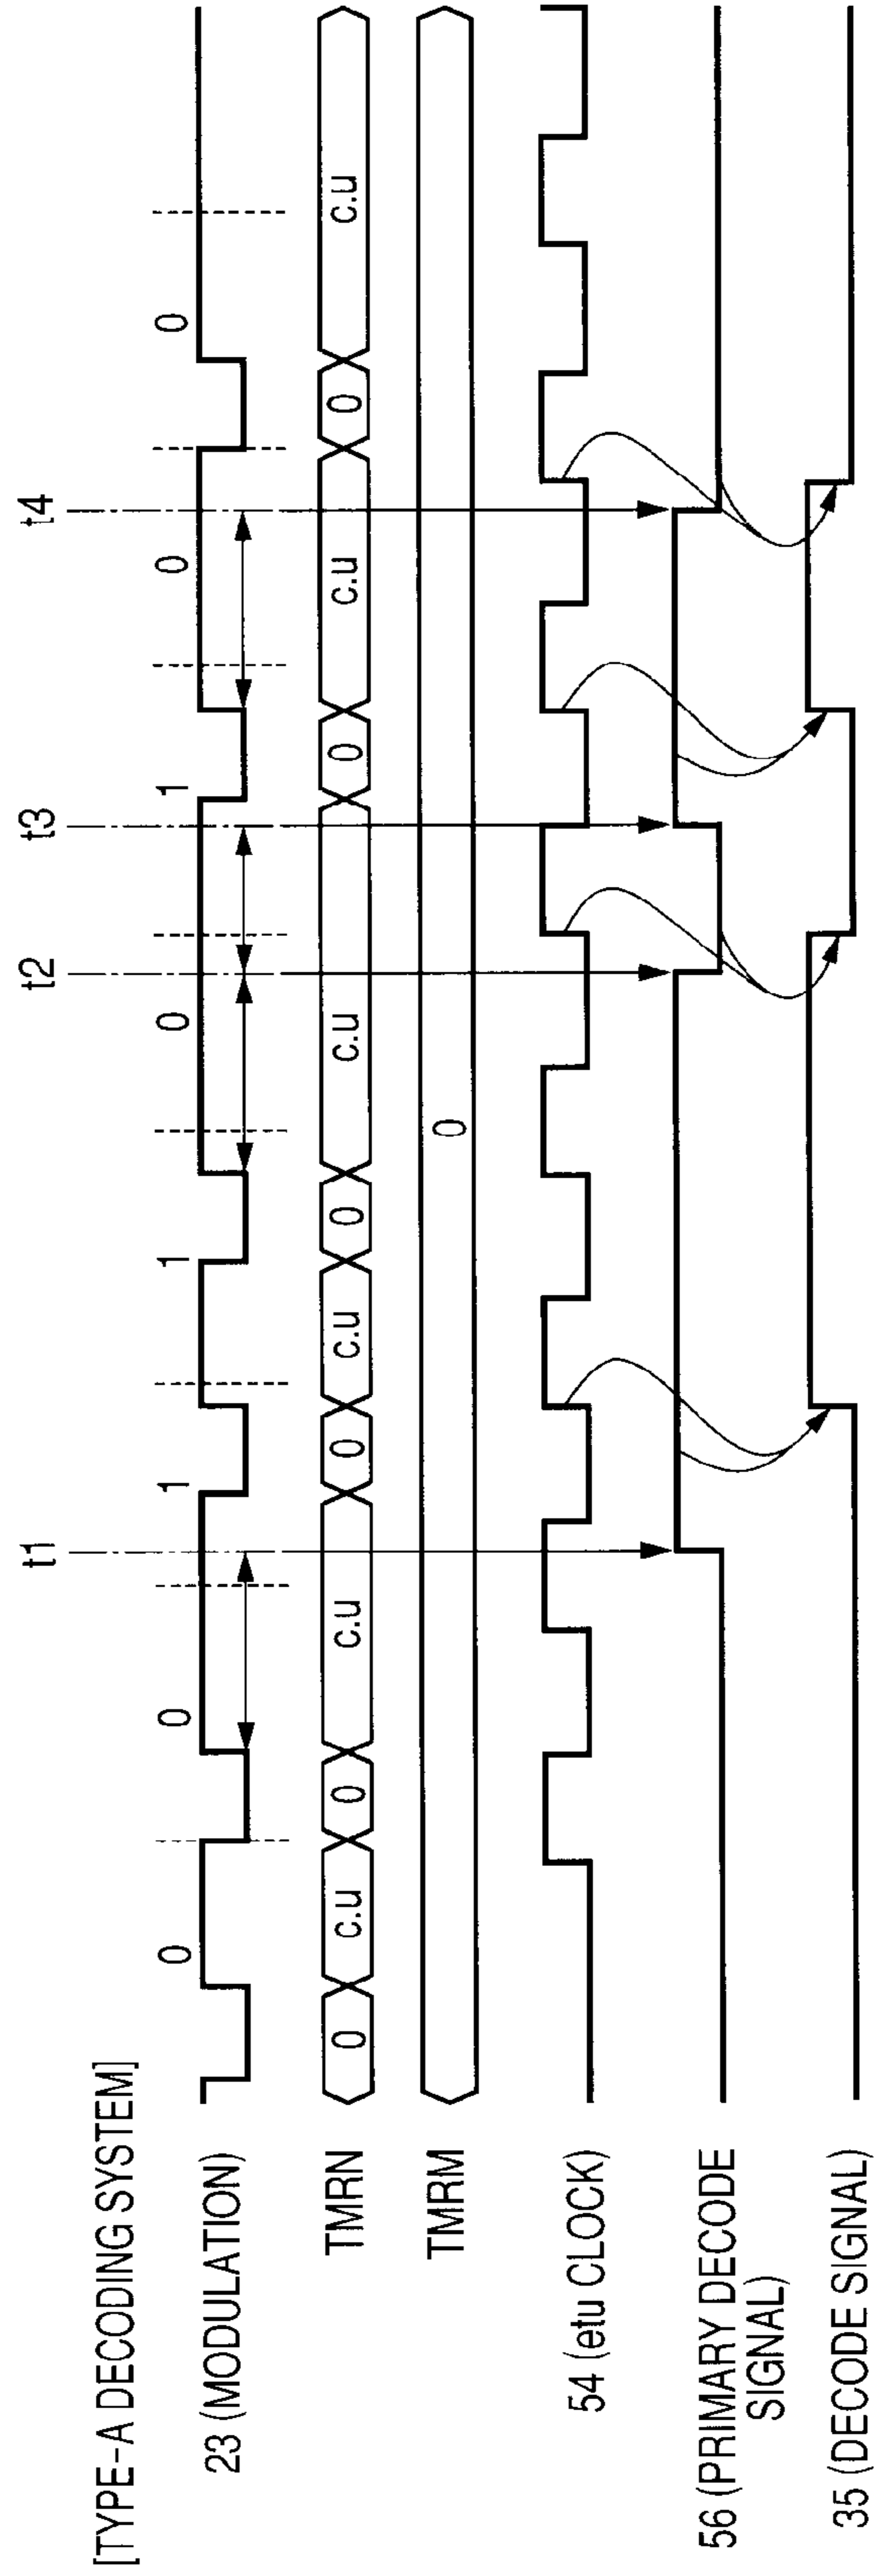 [TYPE-A DECODING SYSTEM]
t1 t2 t3 t4
23 (MODULATION) 0 0 1 1 0 1 0 0
TMRN 0 c.u 0 c.u 0 c.u 0 c.u 0 c.u 0 c.u
TMRM 0
54 (etu CLOCK)
56 (PRIMARY DECODE
SIGNAL)
35 (DECODE SIGNAL)